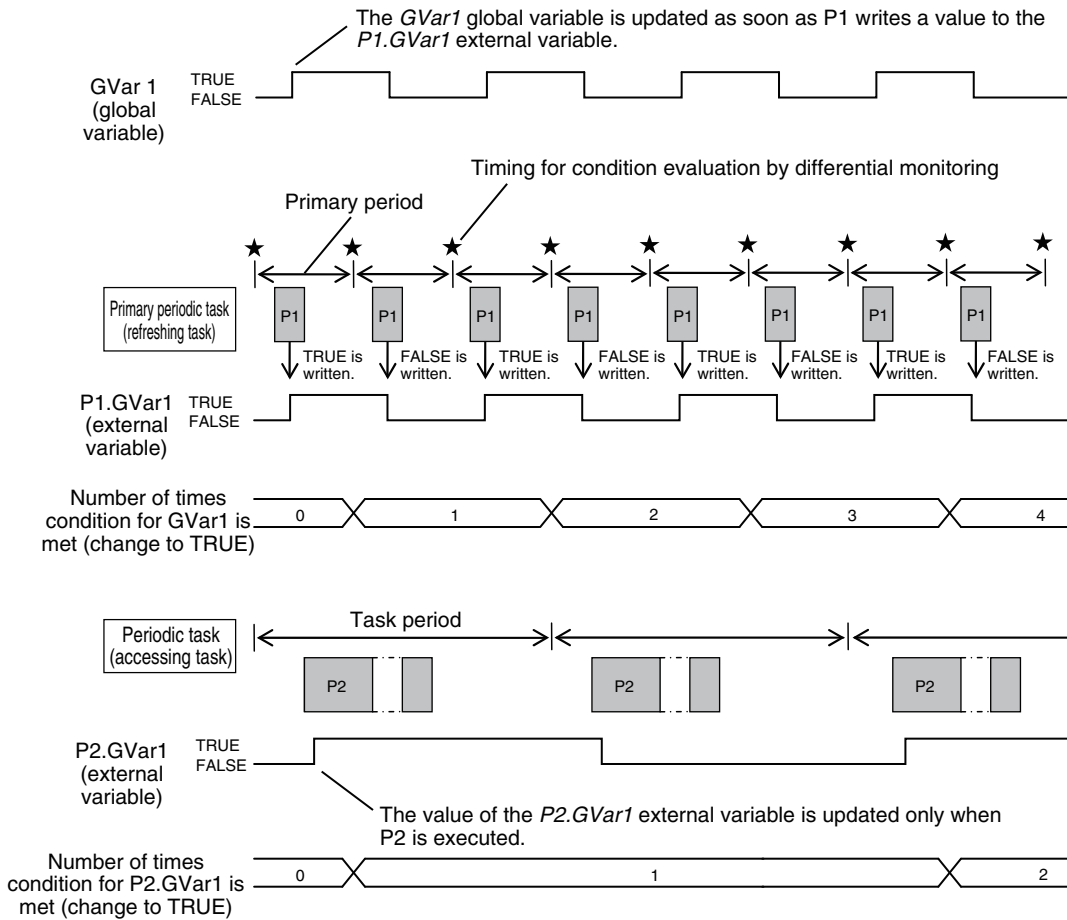 The GVar1 global variable is updated as soon as P1 writes a value to the
P1.GVar1 external variable.
GVar 1
(global
variable)
TRUE
FALSE
Timing for condition evaluation by differential monitoring
Primary period
★ ★ ★ ★ ★ ★ ★ ★ ★
Primary periodic task
(refreshing task)
P1 P1 P1 P1 P1 P1 P1 P1
TRUE is
written.
FALSE is
written.
TRUE is
written.
FALSE is
written.
TRUE is
written.
FALSE is
written.
TRUE is
written.
FALSE is
written.
P1.GVar1
(external
variable)
TRUE
FALSE
Number of times
condition for GVar1 is
met (change to TRUE)
0 1 2 3 4
Periodic task
(accessing task)
Task period
P2 P2 P2
P2.GVar1
(external
variable)
TRUE
FALSE
The value of the P2.GVar1 external variable is updated only when
P2 is executed.
Number of times
condition for P2.GVar1 is
met (change to TRUE)
0 1 2